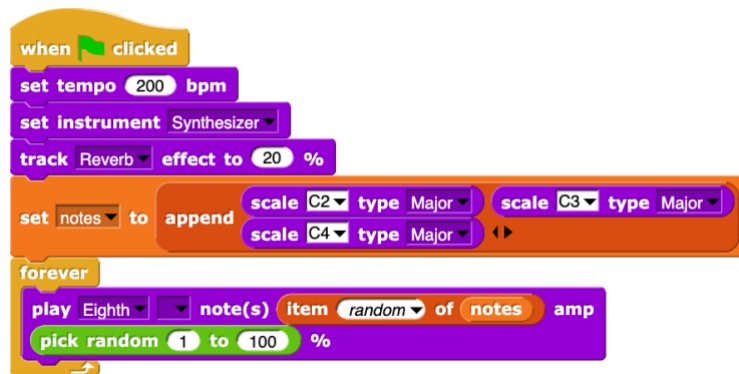 when clicked
set tempo 200 bpm
set instrument Synthesizer
track Reverb effect to 20 %
set notes to append scale C2 type Major scale C3 type Major
scale C4 type Major
forever
play Eighth note(s) item random of notes amp
pick random 1 to 100 %